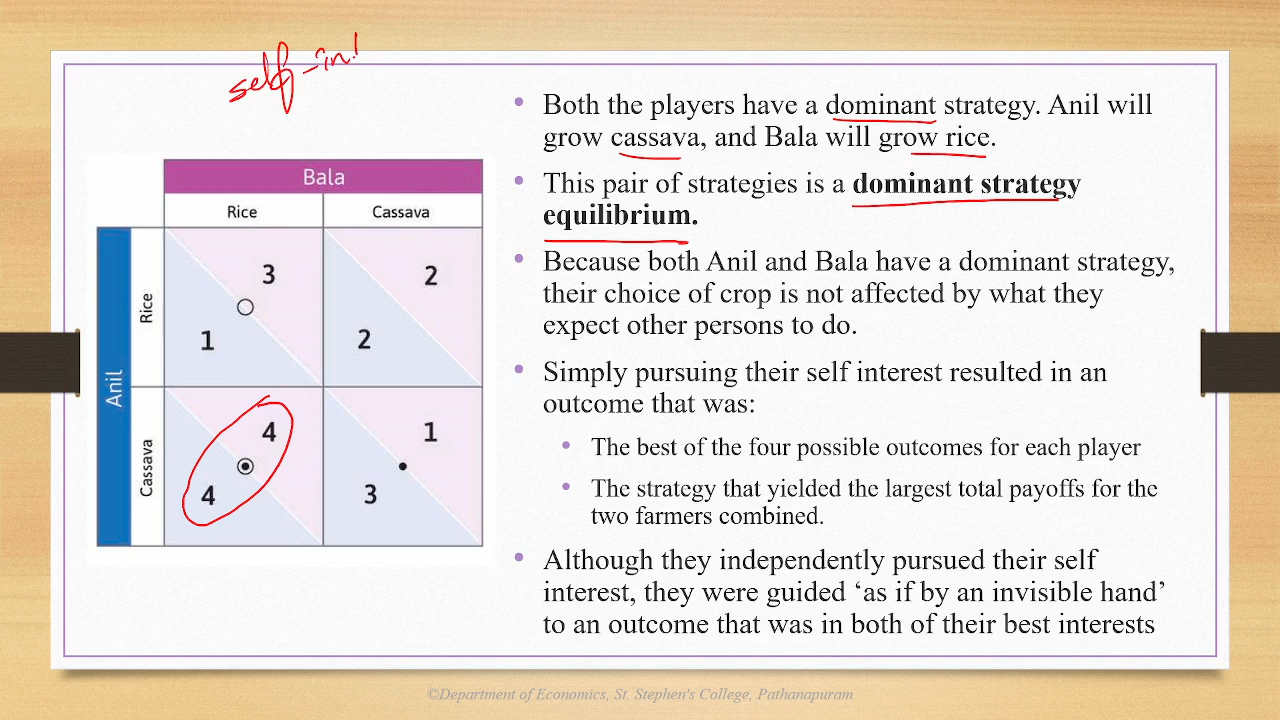 self-int
Bala
Rice Cassava
Anil
Rice
3
1
2
2
Cassava
4
4
1
3
• Both the players have a dominant strategy. Anil will
grow cassava, and Bala will grow rice.
• This pair of strategies is a dominant strategy
equilibrium.
• Because both Anil and Bala have a dominant strategy,
their choice of crop is not affected by what they
expect other persons to do.
• Simply pursuing their self interest resulted in an
outcome that was:
• The best of the four possible outcomes for each player
• The strategy that yielded the largest total payoffs for the
two farmers combined.
• Although they independently pursued their self
interest, they were guided ‘as if by an invisible hand’
to an outcome that was in both of their best interests
©Department of Economics, St. Stephen's College, Pathanapuram